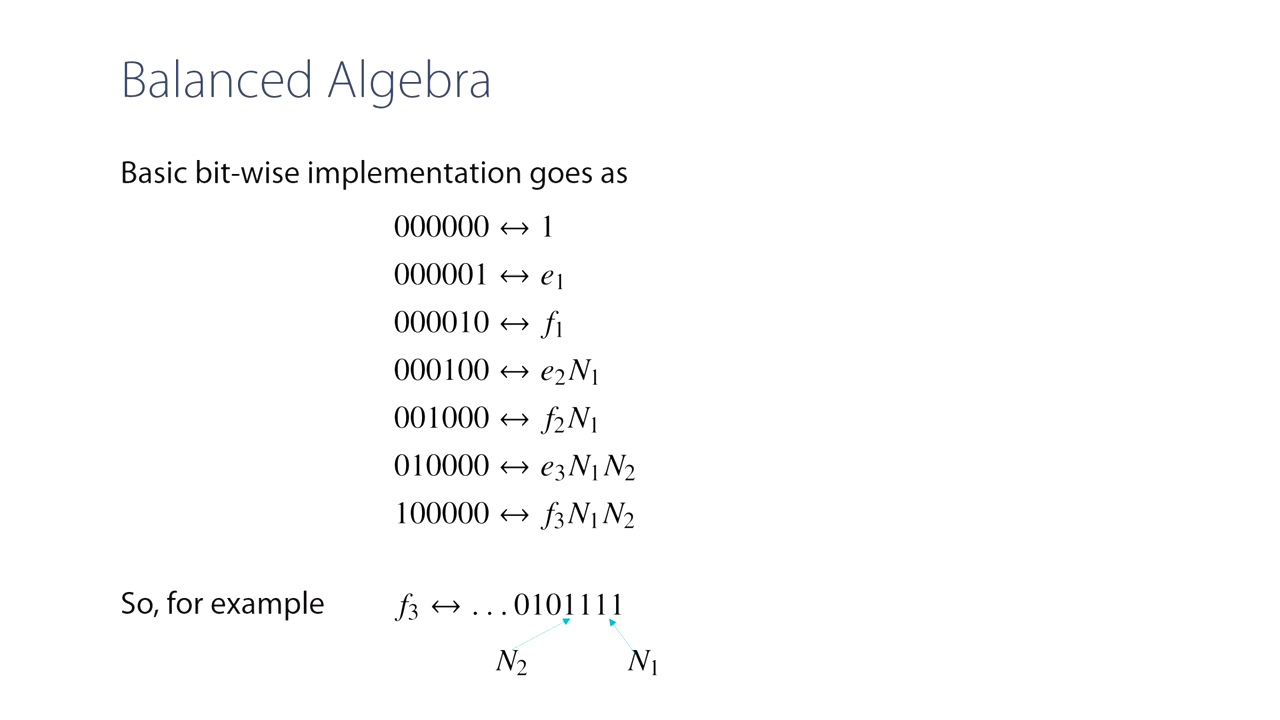 Balanced Algebra
Basic bit-wise implementation goes as
000000 ↔ 1
000001 ↔ e₁
000010 ↔ f₁
000100 ↔ e₂N₁
001000 ↔ f₂N₁
010000 ↔ e₃N₁N₂
100000 ↔ f₃N₁N₂
So, for example f₃ ↔ ...0101111
N₂ N₁